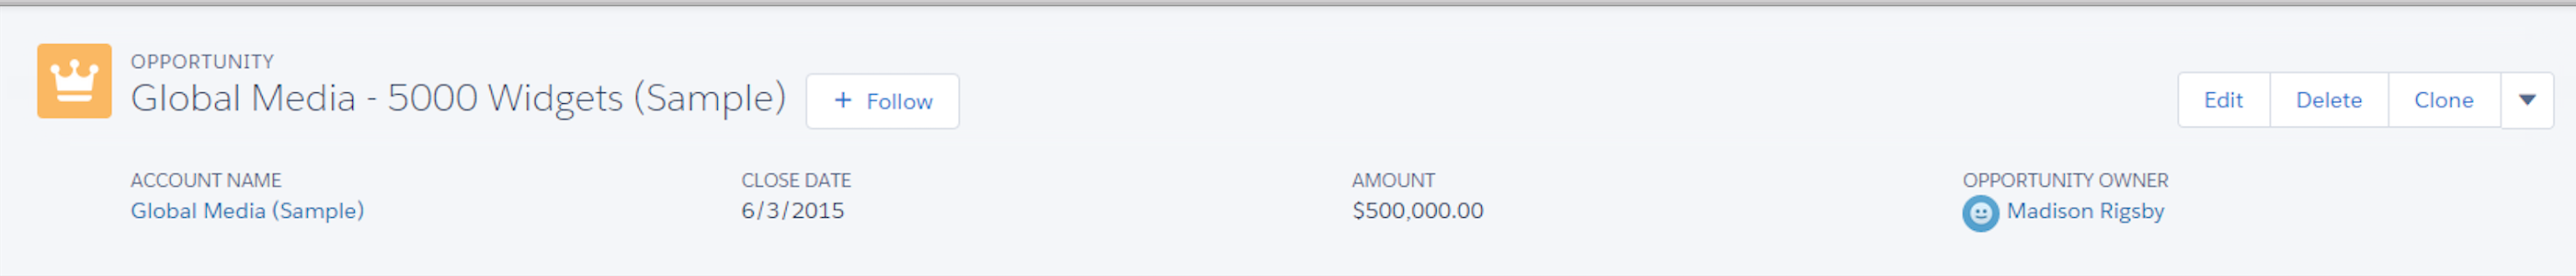 OPPORTUNITY
Global Media - 5000 Widgets (Sample)
+ Follow
Edit
Delete
Clone
ACCOUNT NAME
Global Media (Sample)
CLOSE DATE
6/3/2015
AMOUNT
$500,000.00
OPPORTUNITY OWNER
Madison Rigsby